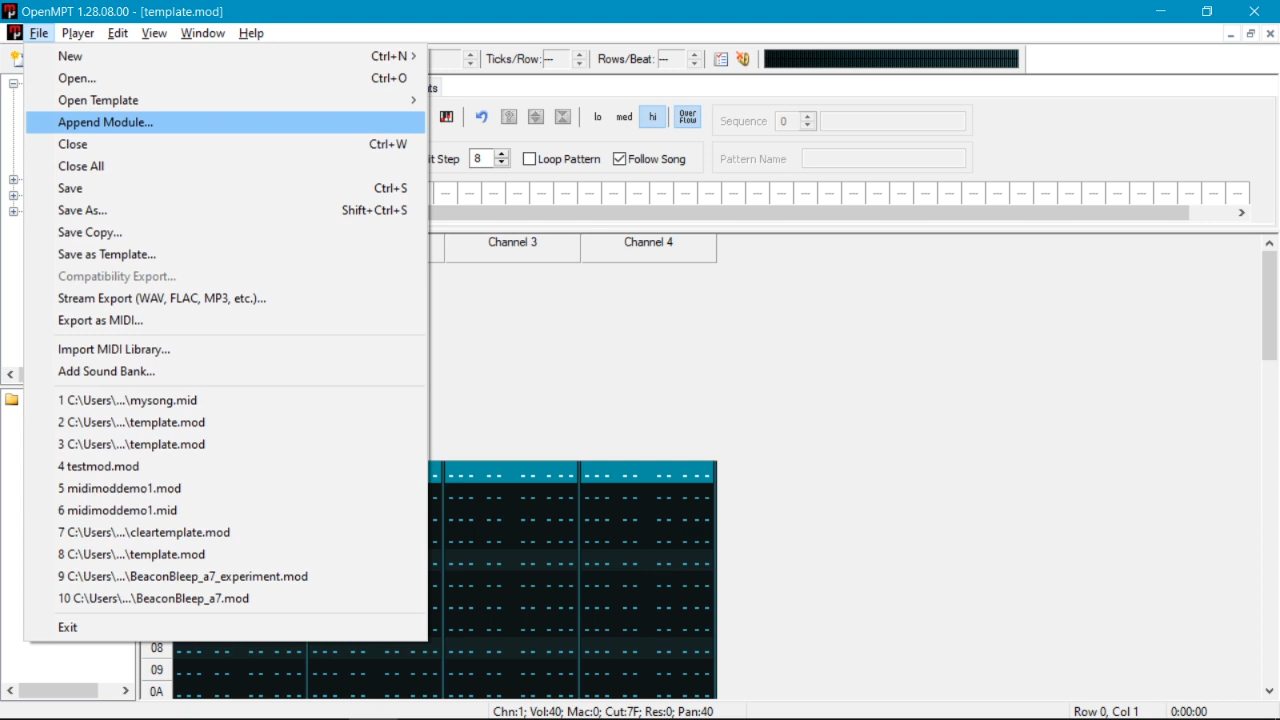 OpenMPT 1.28.08.00 - [template.mod]
File Player Edit View Window Help
New Ctrl+N
Open... Ctrl+O
Open Template
Append Module...
Close Ctrl+W
Close All
Save Ctrl+S
Save As... Shift+Ctrl+S
Save Copy...
Save as Template...
Compatibility Export...
Stream Export (WAV, FLAC, MP3, etc.)...
Export as MIDI...
Import MIDI Library...
Add Sound Bank...
1 C:\Users\...\mysong.mid
2 C:\Users\...\template.mod
3 C:\Users\...\template.mod
4 testmod.mod
5 midimoddemo1.mod
6 midimoddemo1.mid
7 C:\Users\...\cleartemplate.mod
8 C:\Users\...\template.mod
9 C:\Users\...\BeaconBleep_a7_experiment.mod
10 C:\Users\...\BeaconBleep_a7.mod
Exit
Ticks/Row: --- Rows/Beat: ---
ts
lo med hi Over Flow Sequence 0
it Step 8 Loop Pattern Follow Song Pattern Name
Channel 3 Channel 4
08
09
0A
Chn:1; Vol:40; Mac:0; Cut:7F; Res:0; Pan:40 Row 0, Col 1 0:00:00